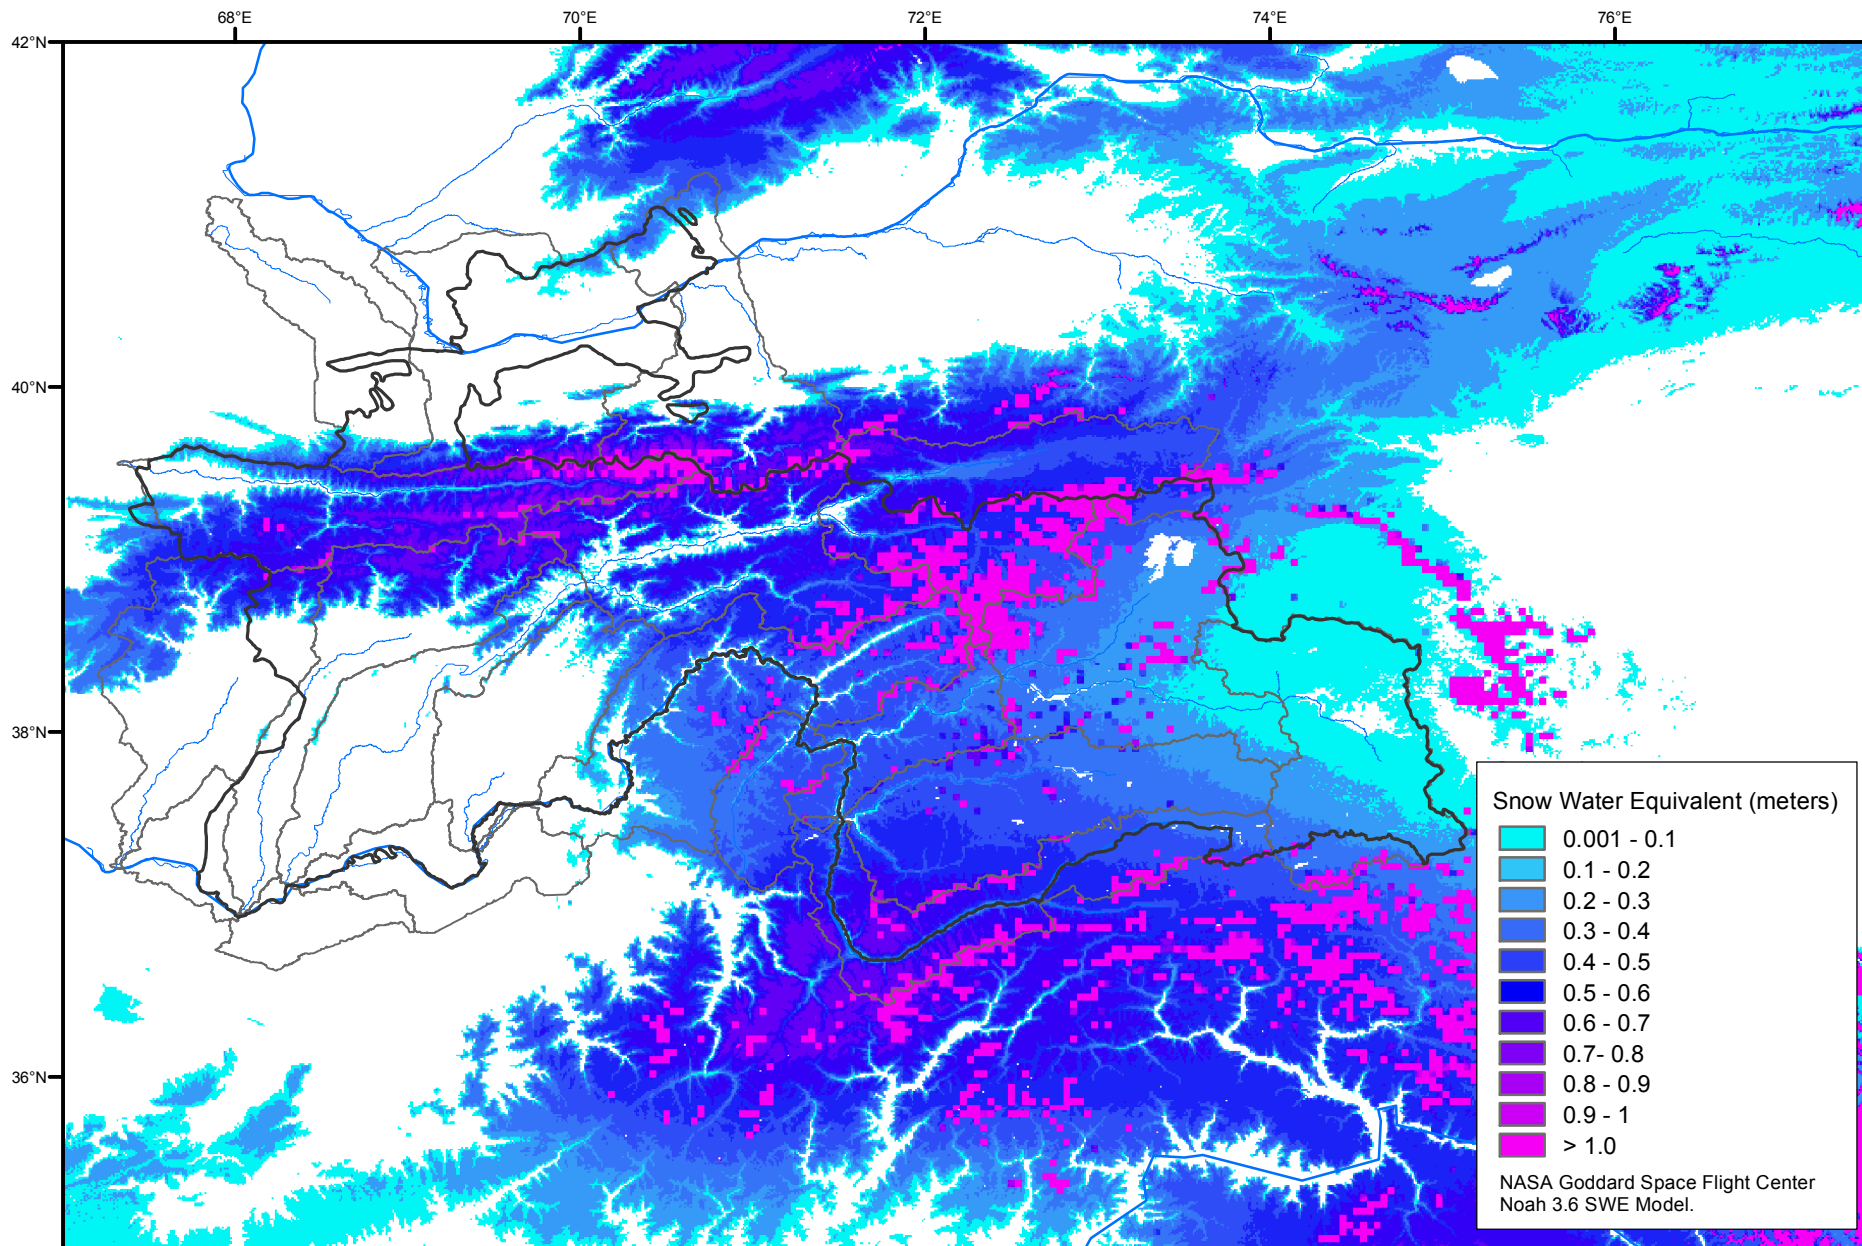 68°E
70°E
72°E
74°E
76°E
42°N
40°N
38°N
36°N
Snow Water Equivalent (meters)
0.001 - 0.1
0.1 - 0.2
0.2 - 0.3
0.3 - 0.4
0.4 - 0.5
0.5 - 0.6
0.6 - 0.7
0.7- 0.8
0.8 - 0.9
0.9 - 1
> 1.0
NASA Goddard Space Flight Center
Noah 3.6 SWE Model.